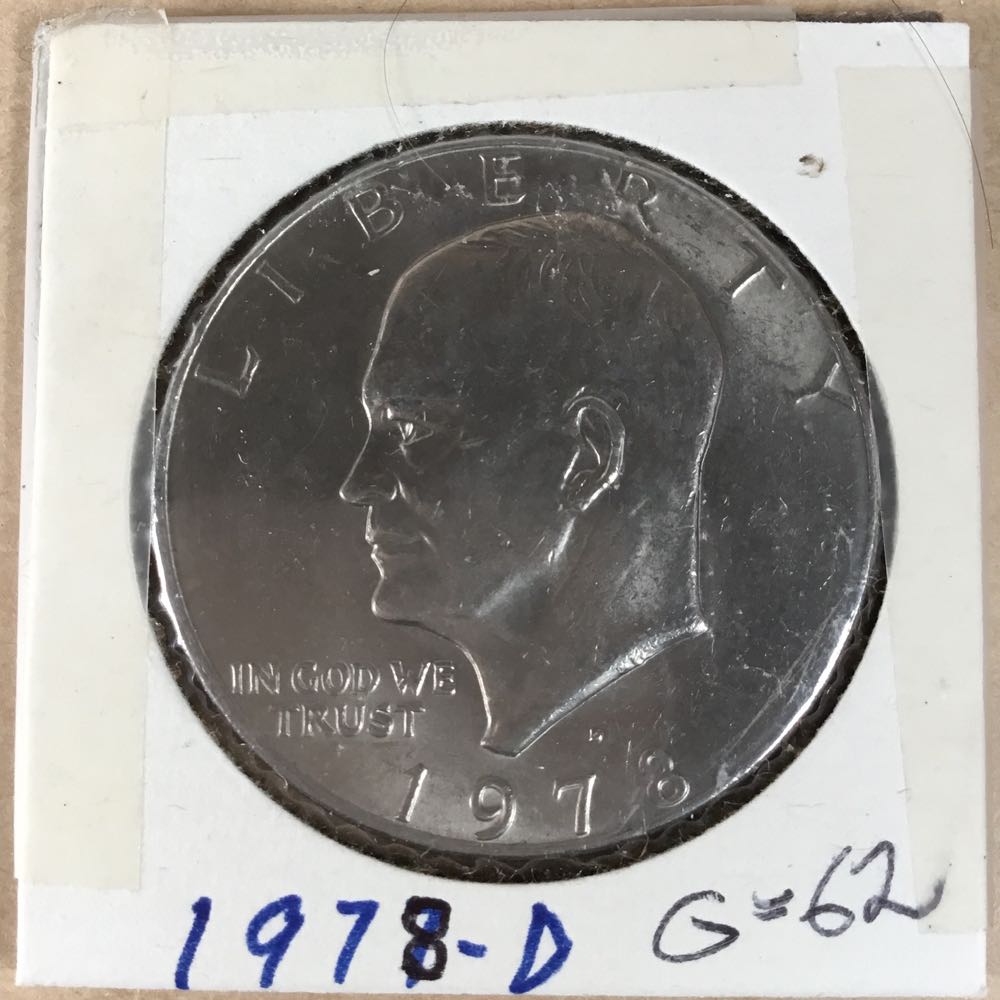 LIBERTY
IN GOD WE
TRUST
D
1978
1978-D G=62